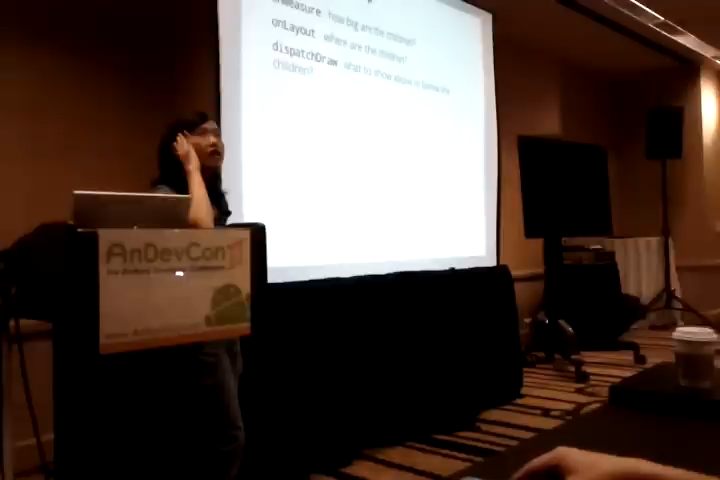 onMeasure how big are the children?
onLayout where are the children?
dispatchDraw what to show above or below the
children?
AnDevCon II